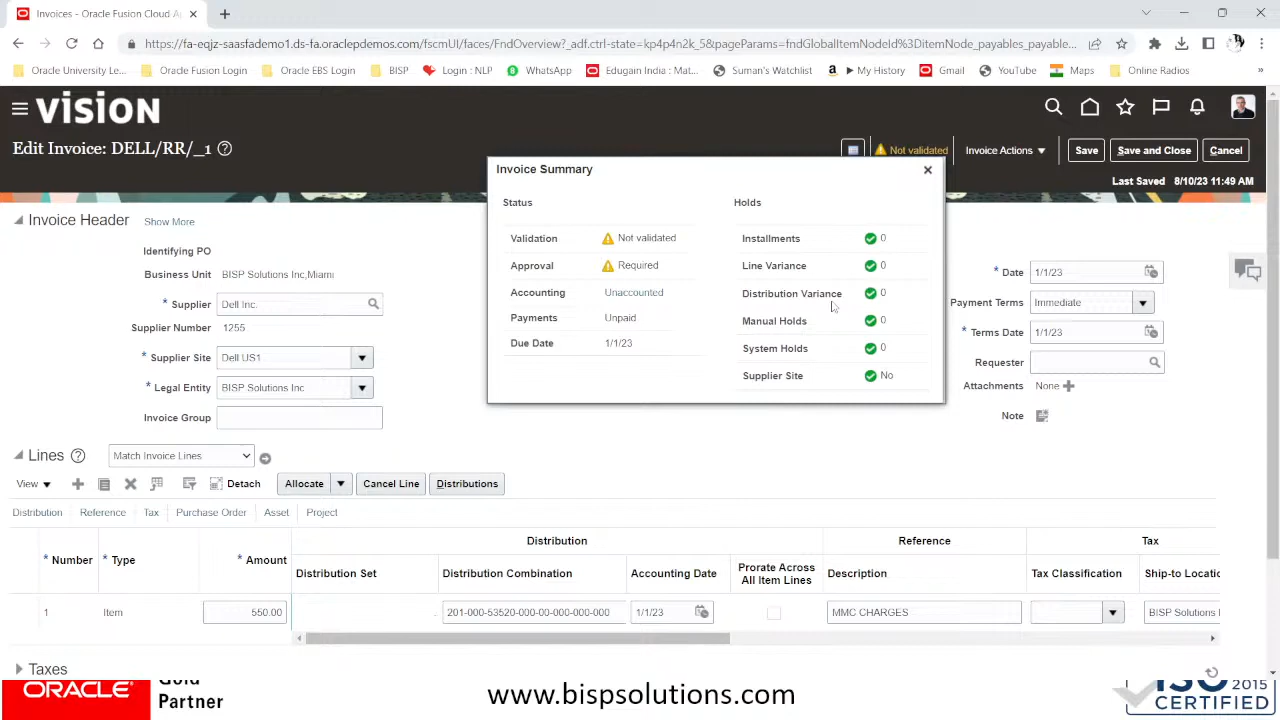 Invoices - Oracle Fusion Cloud Ap
https://fa-eqjz-saasfademo1.ds-fa.oraclepdemos.com/fscmUI/faces/FndOverview?_adf.ctrl-state=kp4p4n2k_5&pageParams=fndGlobalItemNodeId%3DitemNode_payables_payable...
Oracle University Le... Oracle Fusion Login Oracle EBS Login BISP Login : NLP WhatsApp Edugain India : Mat... Suman's Watchlist My History Gmail YouTube Maps Online Radios »
VISION
Edit Invoice: DELL/RR/_1
Not validated Invoice Actions Save Save and Close Cancel
Last Saved 8/10/23 11:49 AM
Invoice Summary
Status Holds
Validation Not validated Installments 0
Approval Required Line Variance 0
Accounting Unaccounted Distribution Variance 0
Payments Unpaid Manual Holds 0
Due Date 1/1/23 System Holds 0
Supplier Site No
Invoice Header Show More
Identifying PO
Business Unit BISP Solutions Inc,Miami
* Supplier Dell Inc.
Supplier Number 1255
* Supplier Site Dell US1
* Legal Entity BISP Solutions Inc
Invoice Group
* Date 1/1/23
Payment Terms Immediate
* Terms Date 1/1/23
Requester
Attachments None
Note
Lines Match Invoice Lines
View Detach Allocate Cancel Line Distributions
Distribution Reference Tax Purchase Order Asset Project
Distribution Reference Tax
* Number * Type * Amount Distribution Set Distribution Combination Accounting Date Prorate Across All Item Lines Description Tax Classification Ship-to Locatio
1 Item 550.00 201-000-53520-000-00-000-000-000 1/1/23 MMC CHARGES BISP Solutions I
Taxes
ORACLE Gold Partner
www.bispsolutions.com
ISO 2015 CERTIFIED